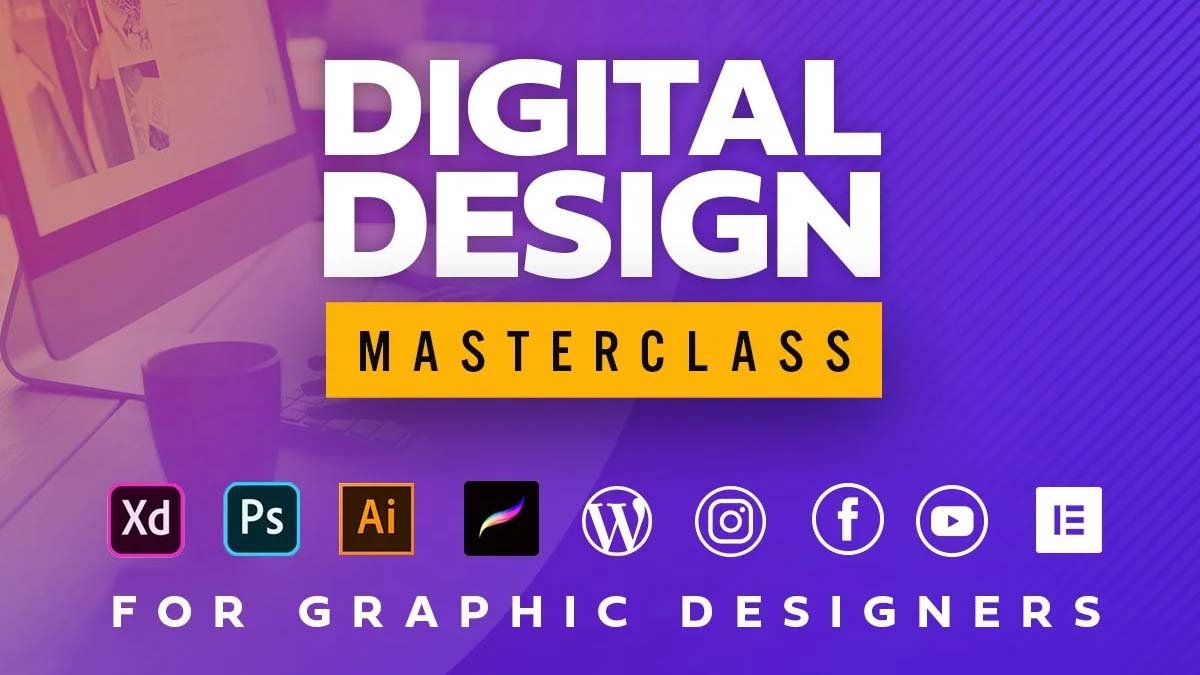 DIGITAL
DESIGN
MASTERCLASS
Xd Ps Ai
FOR GRAPHIC DESIGNERS